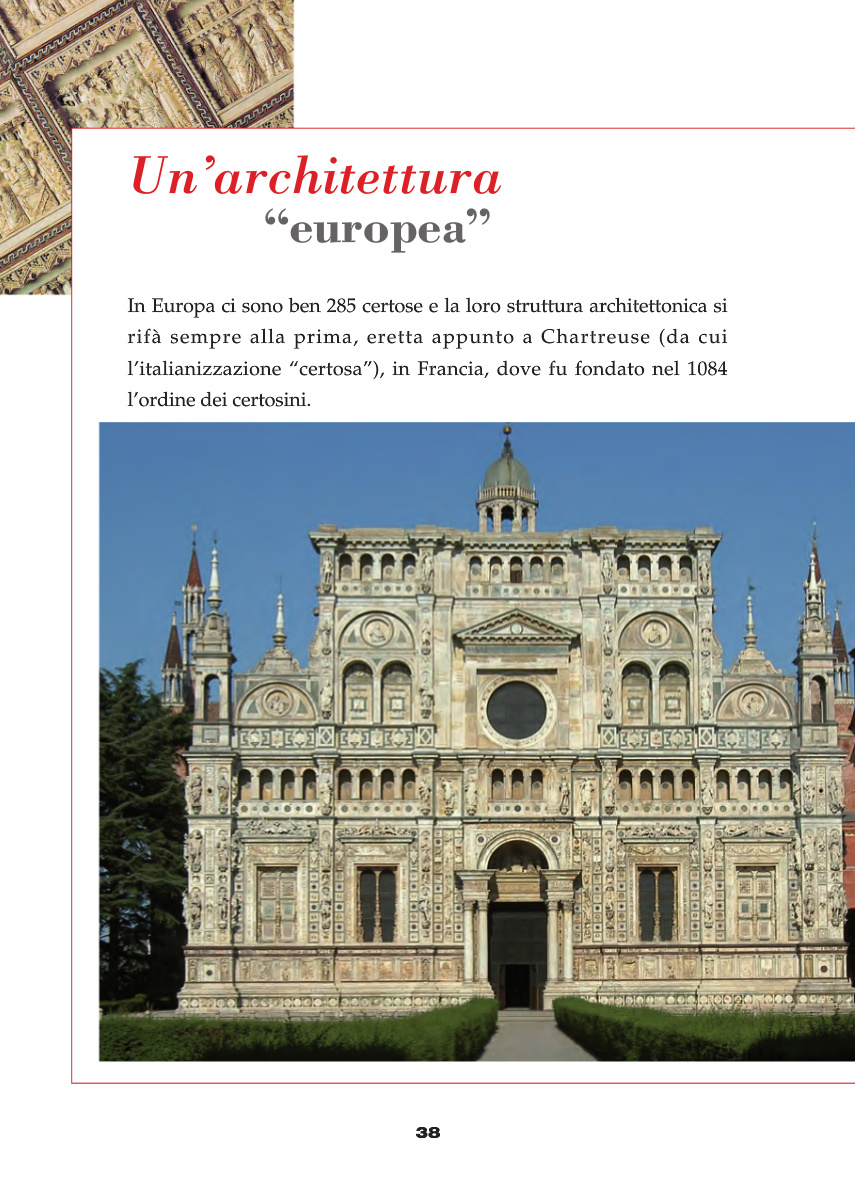 Un’architettura
“europea”
In Europa ci sono ben 285 certose e la loro struttura architettonica si
rifà sempre alla prima, eretta appunto a Chartreuse (da cui
l’italianizzazione “certosa”), in Francia, dove fu fondato nel 1084
l’ordine dei certosini.
38